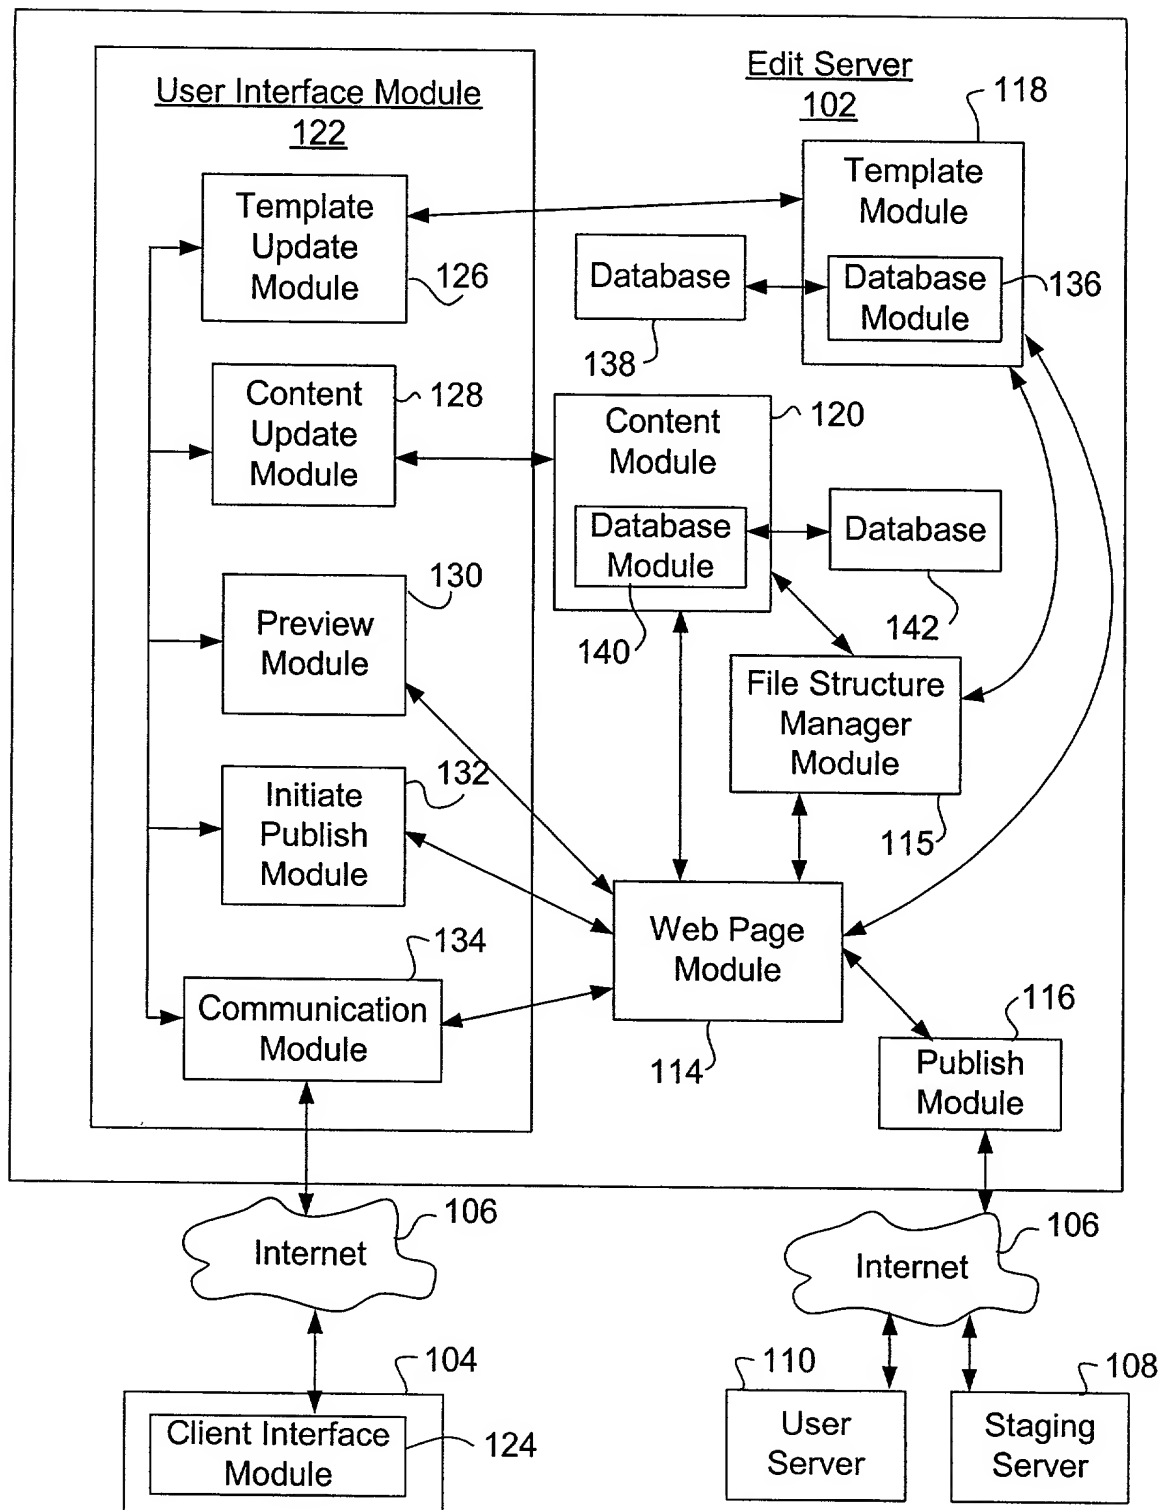 User Interface Module
122
Edit Server
102
118
Template
Update
Module
126
Template
Module
Database
Module
136
Database
138
Content
Update
Module
128
Content
Module
120
Database
Module
140
Database
142
Preview
Module
130
File Structure
Manager
Module
115
Initiate
Publish
Module
132
Web Page
Module
114
134
Communication
Module
116
Publish
Module
Internet
106
Internet
106
104
Client Interface
Module
124
110
User
Server
108
Staging
Server